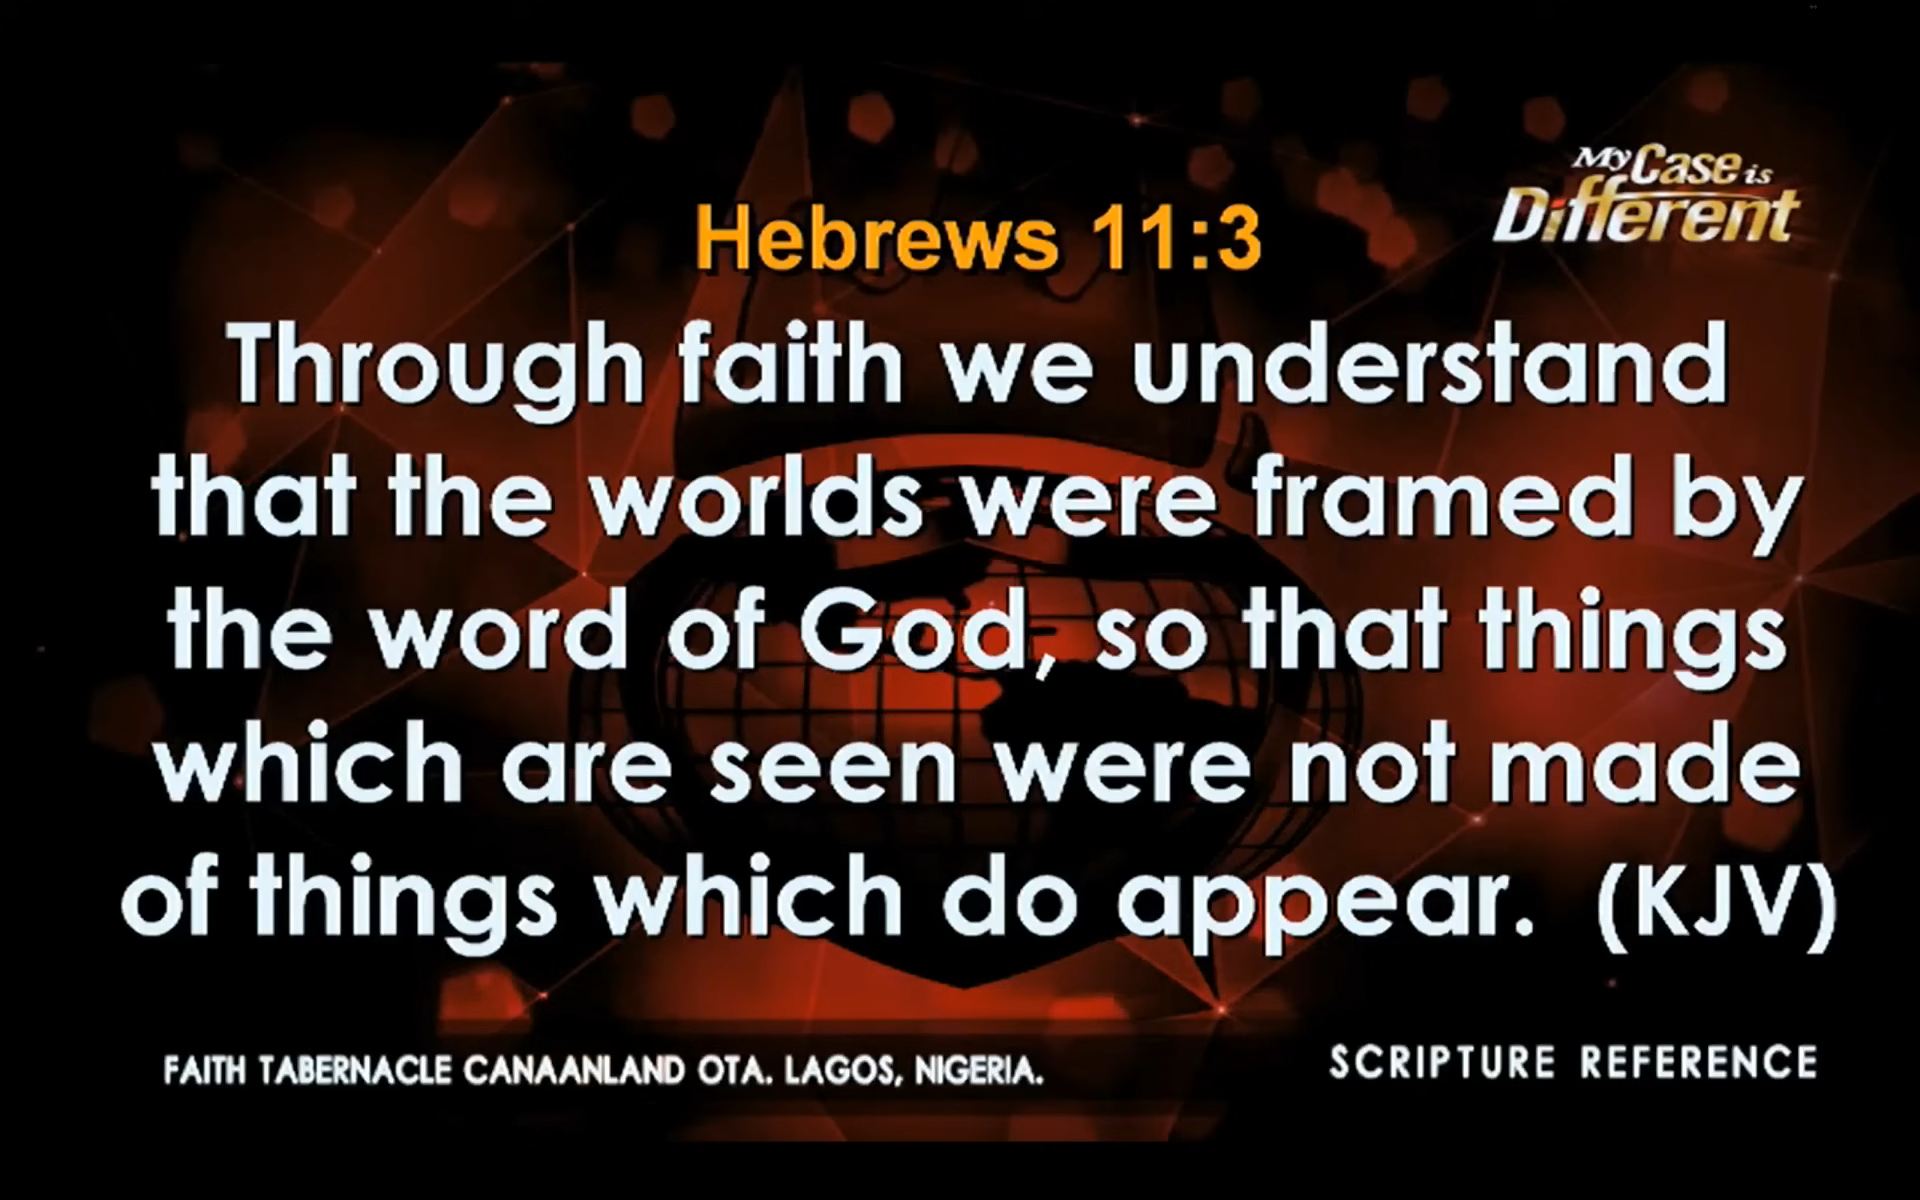 My Case is
Different
Hebrews 11:3
Through faith we understand
that the worlds were framed by
the word of God, so that things
which are seen were not made
of things which do appear. (KJV)
FAITH TABERNACLE CANAANLAND OTA. LAGOS, NIGERIA.
SCRIPTURE REFERENCE